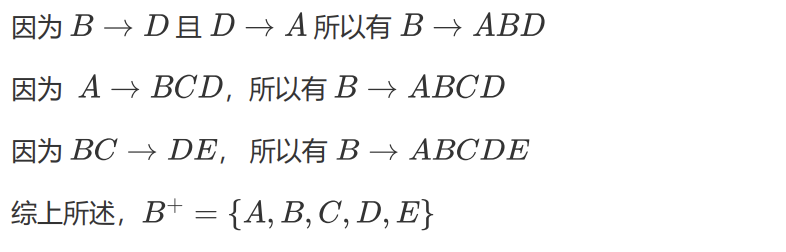 因为 B → D 且 D → A 所以有 B → ABD
因为 A → BCD，所以有 B → ABCD
因为 BC → DE， 所以有 B → ABCDE
综上所述，B⁺ = {A, B, C, D, E}